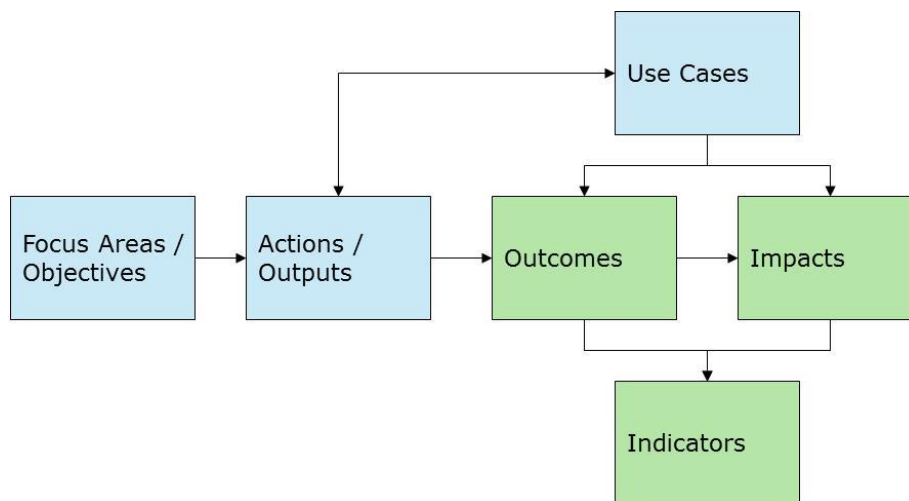 Use Cases
Focus Areas /
Objectives
Actions /
Outputs
Outcomes
Impacts
Indicators